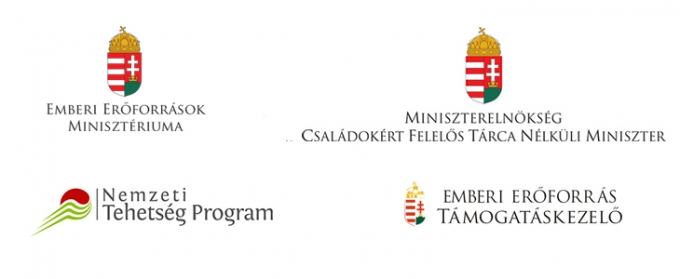 Emberi Erőforrások
Minisztériuma
Miniszterelnökség
.. Családokért Felelős Tárca Nélküli Miniszter
Nemzeti
Tehetség Program
EMBERI ERŐFORRÁS
TÁMOGATÁSKEZELŐ